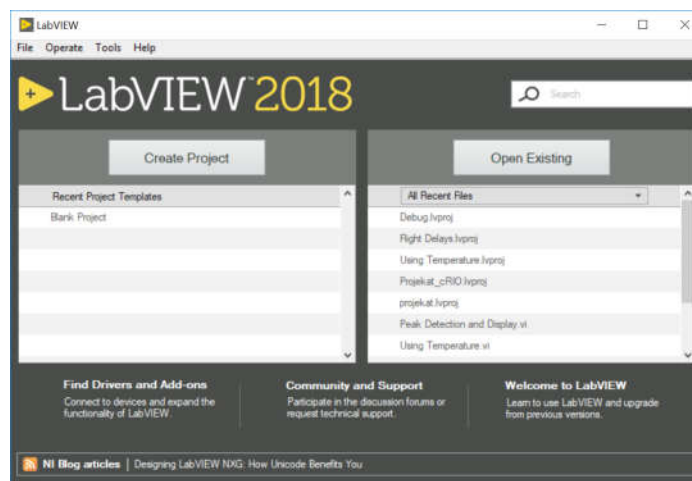 LabVIEW
File Operate Tools Help
LabVIEW™ 2018
Search
Create Project
Open Existing
Recent Project Templates
Blank Project
All Recent Files
Debug.lvproj
Flight Delays.lvproj
Using Temperature.lvproj
Projekat_cRIO.lvproj
projekat.lvproj
Peak Detection and Display.vi
Using Temperature.vi
Find Drivers and Add-ons
Connect to devices and expand the
functionality of LabVIEW.
Community and Support
Participate in the discussion forums or
request technical support.
Welcome to LabVIEW
Learn to use LabVIEW and upgrade
from previous versions.
NI Blog articles | Designing LabVIEW NXG: How Unicode Benefits You